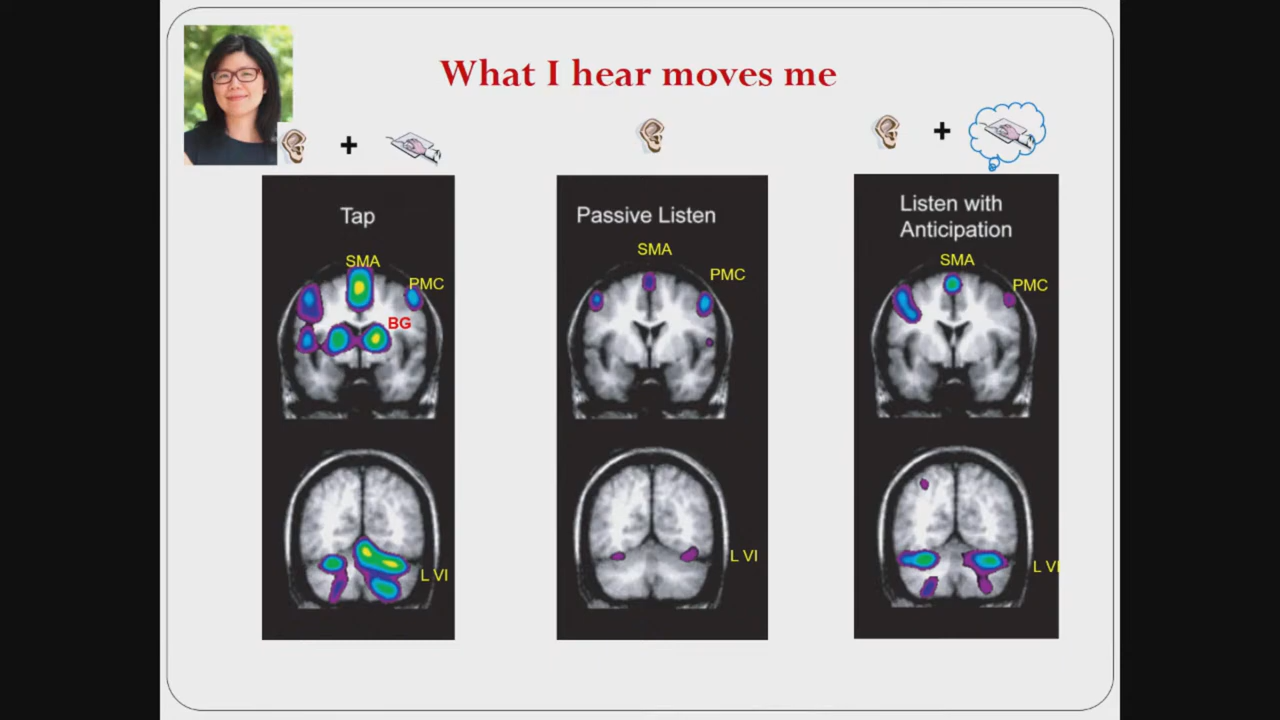 What I hear moves me
+
+
Tap
SMA
PMC
BG
L VI
Passive Listen
SMA
PMC
L VI
Listen with
Anticipation
SMA
PMC
L VI